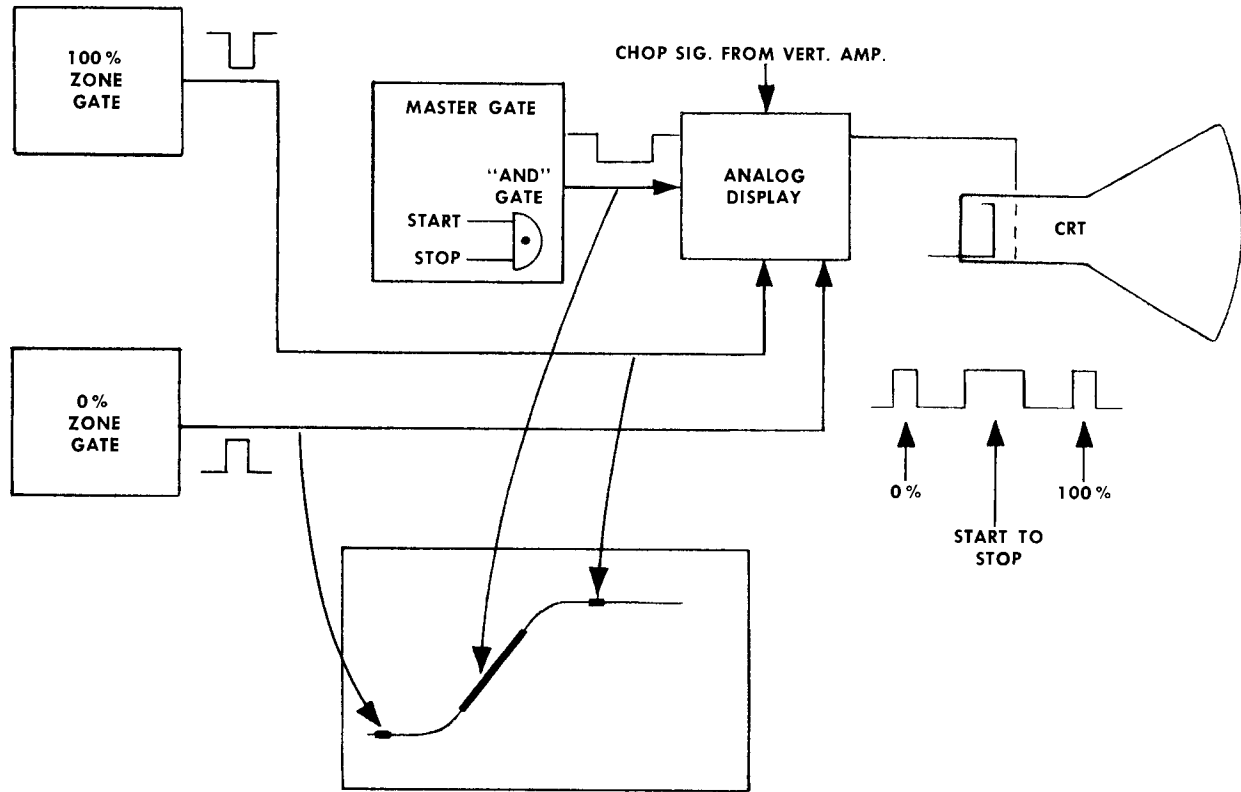 100%
ZONE
GATE
CHOP SIG. FROM VERT. AMP.
MASTER GATE
"AND"
GATE
START
STOP
ANALOG
DISPLAY
CRT
0%
ZONE
GATE
0%
100%
START TO
STOP